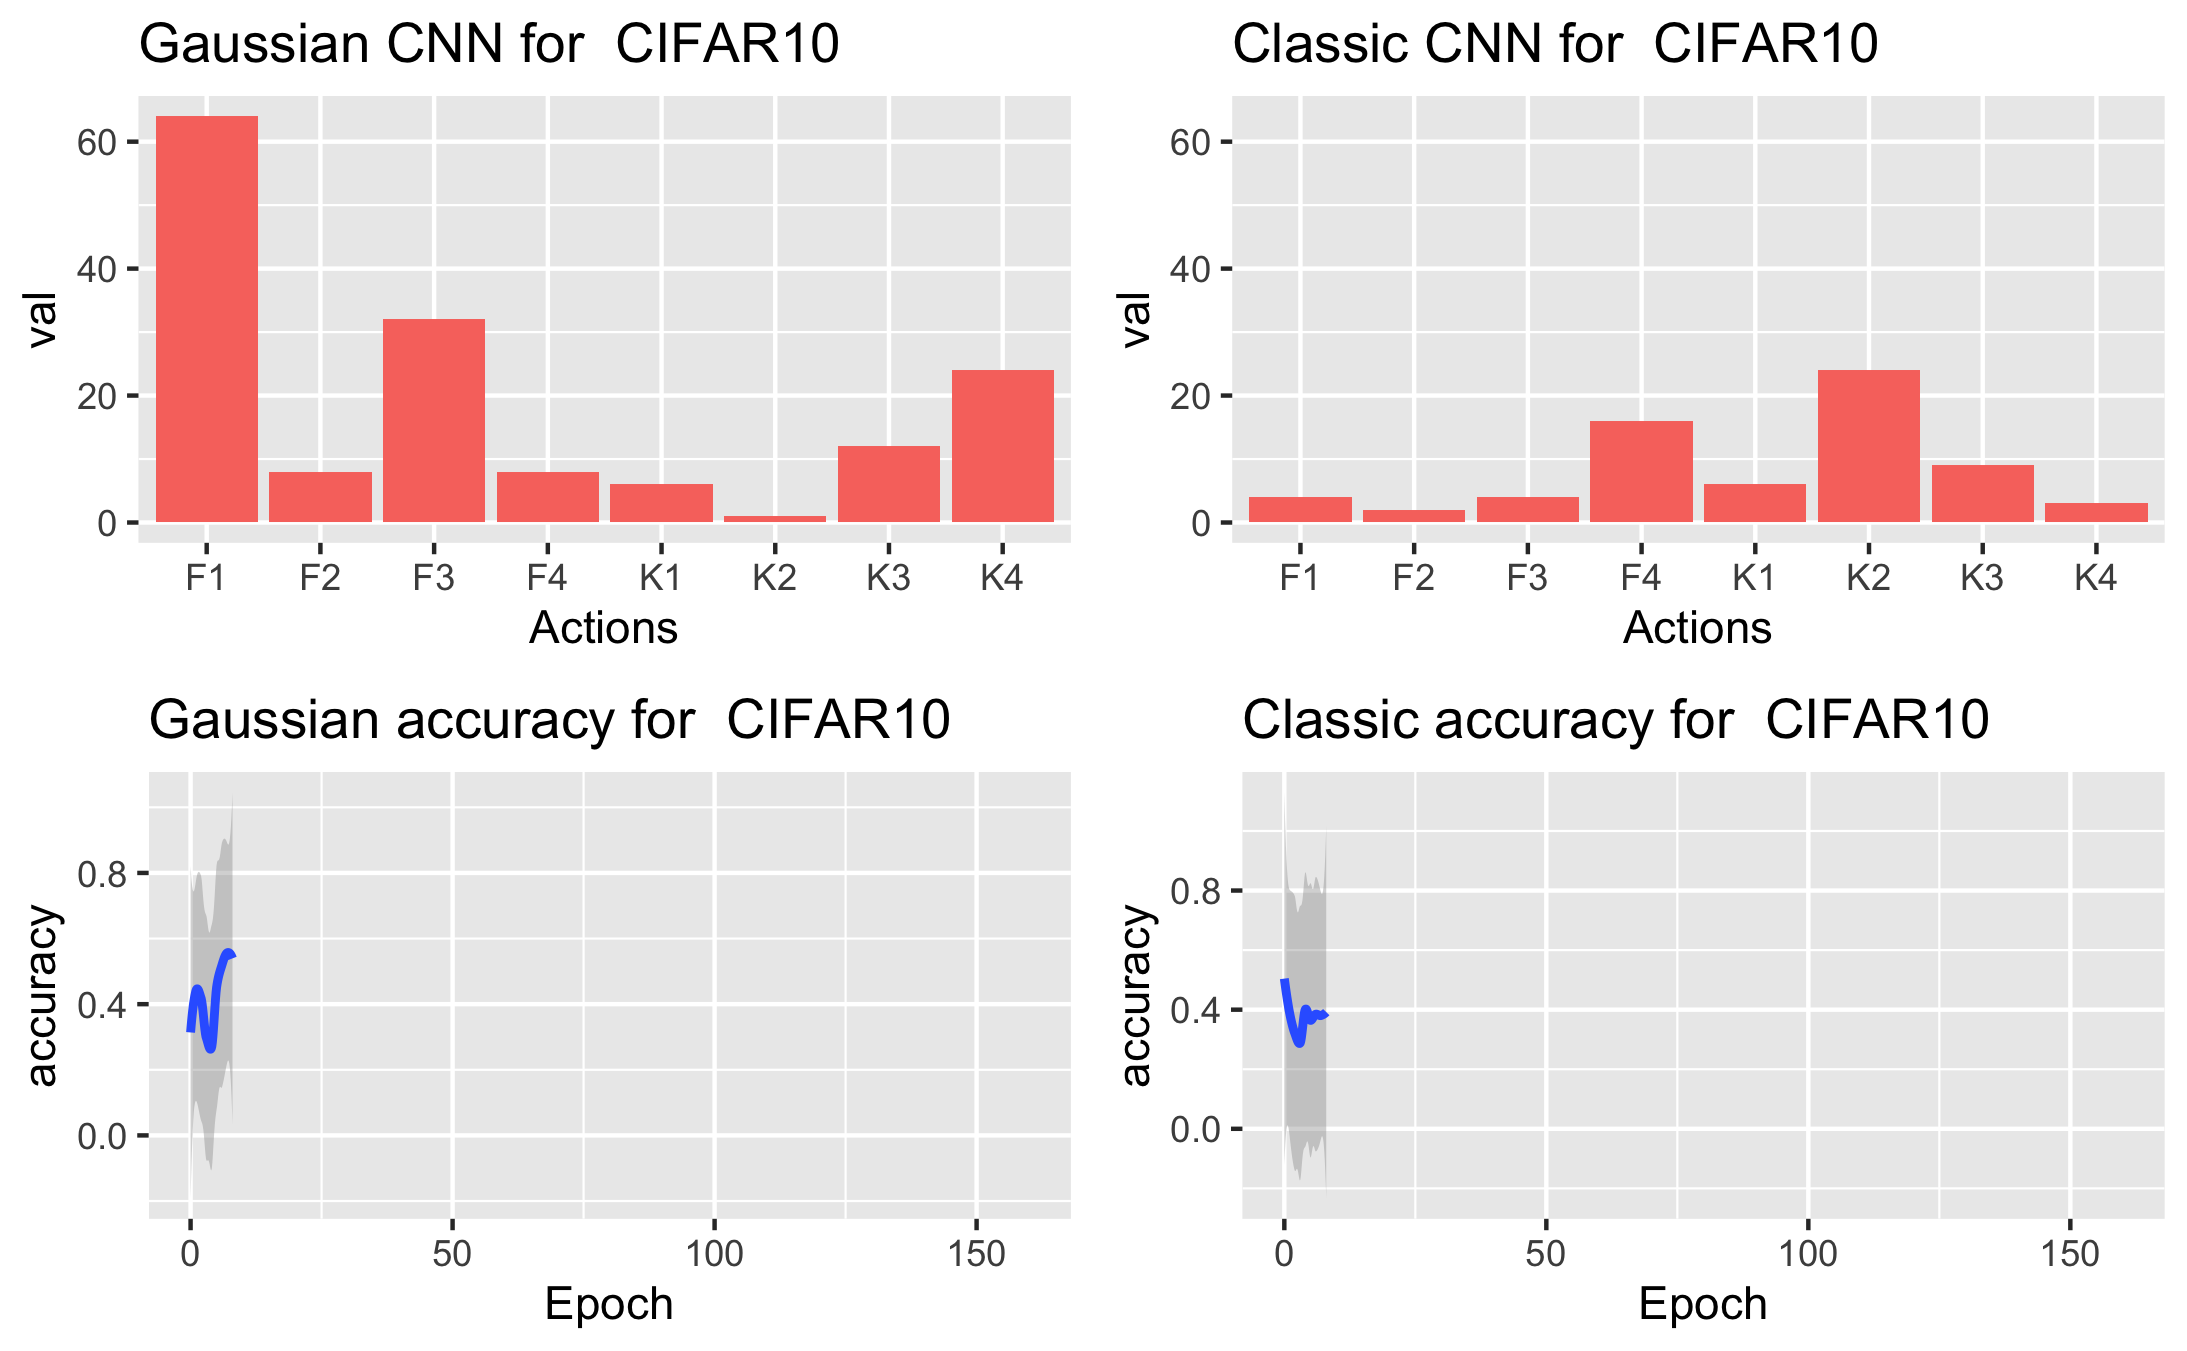 Gaussian CNN for  CIFAR10
60
40
20
0
val
F1 F2 F3 F4 K1 K2 K3 K4
Actions
Classic CNN for  CIFAR10
60
40
20
0
val
F1 F2 F3 F4 K1 K2 K3 K4
Actions
Gaussian accuracy for  CIFAR10
0.8
0.4
0.0
accuracy
0 50 100 150
Epoch
Classic accuracy for  CIFAR10
0.8
0.4
0.0
accuracy
0 50 100 150
Epoch